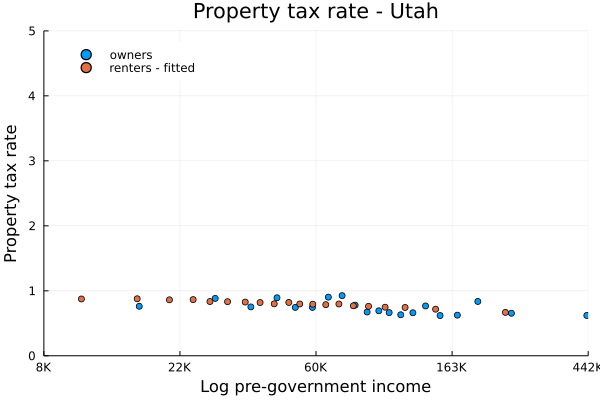 Property tax rate - Utah
Property tax rate
5
4
3
2
1
0
owners
renters - fitted
8K
22K
60K
163K
442K
Log pre-government income